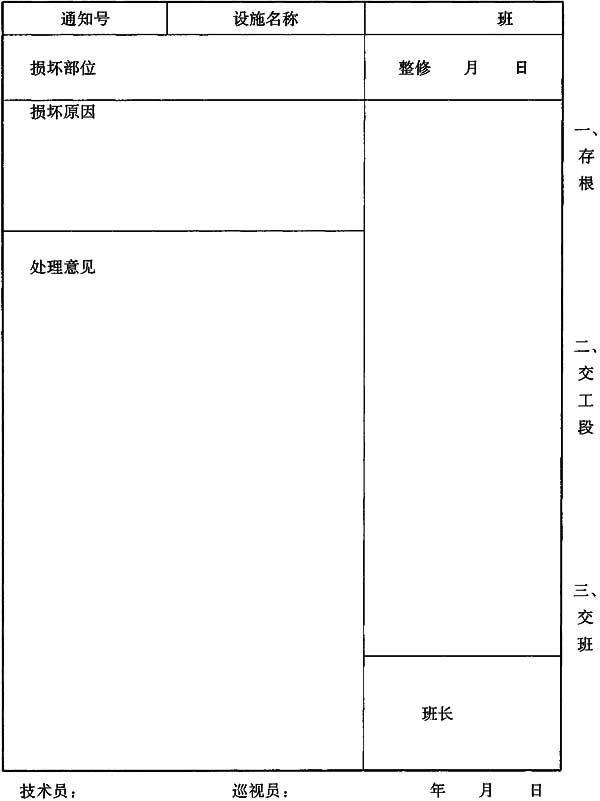 通知号 设施名称 班
损坏部位 整修 月 日
损坏原因
处理意见
班长
一、存根
二、交工段
三、交班
技术员： 巡视员： 年 月 日